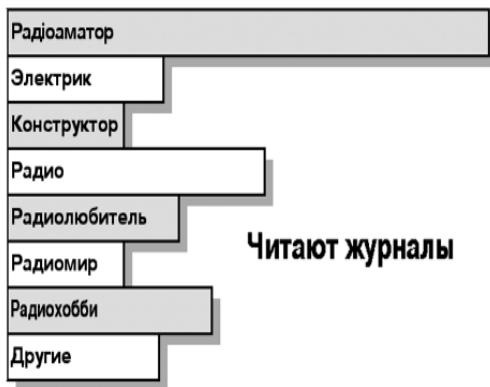 Радіоаматор
Электрик
Конструктор
Радио
Радиолюбитель
Читают журналы
Радиомир
Радиохобби
Другие